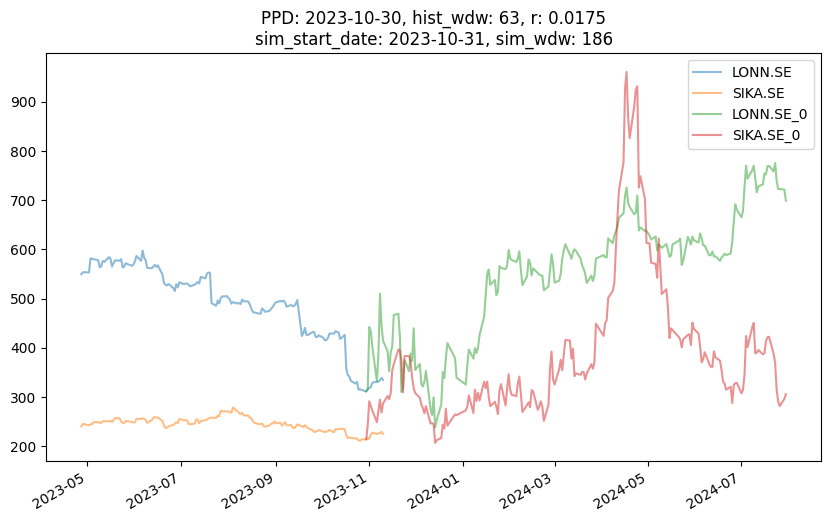 PPD: 2023-10-30, hist_wdw: 63, r: 0.0175
sim_start_date: 2023-10-31, sim_wdw: 186
LONN.SE
SIKA.SE
LONN.SE_0
SIKA.SE_0
900
800
700
600
500
400
300
200
2023-05
2023-07
2023-09
2023-11
2024-01
2024-03
2024-05
2024-07